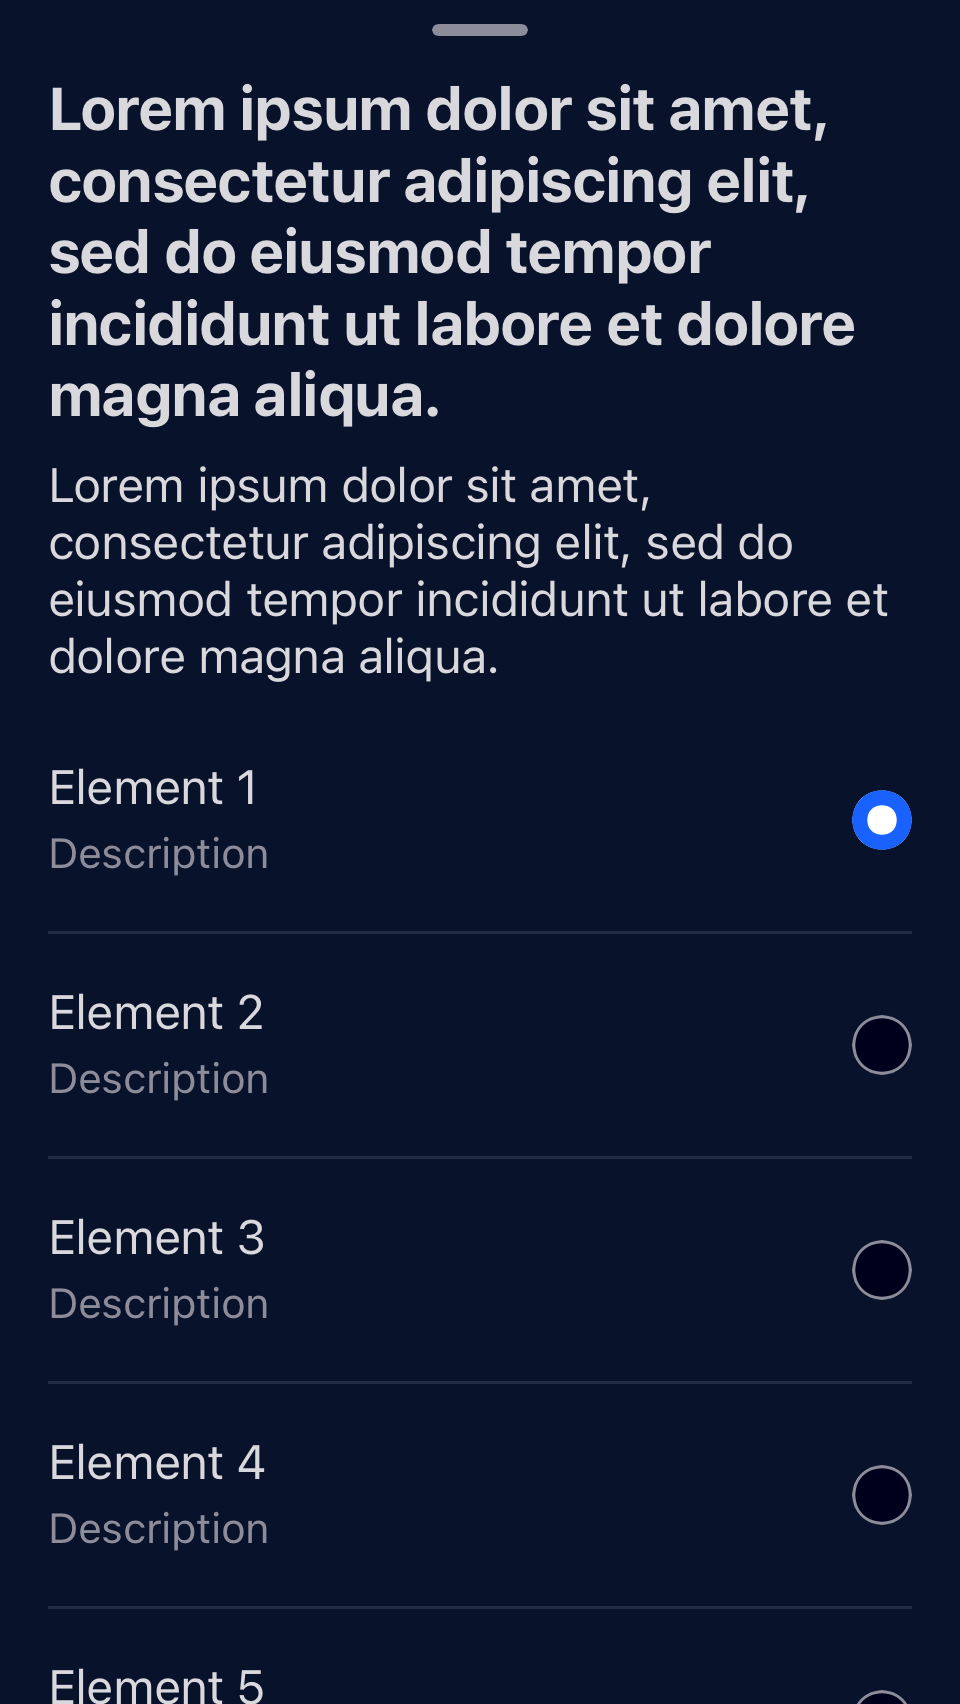 Lorem ipsum dolor sit amet,
consectetur adipiscing elit,
sed do eiusmod tempor
incididunt ut labore et dolore
magna aliqua.
Lorem ipsum dolor sit amet,
consectetur adipiscing elit, sed do
eiusmod tempor incididunt ut labore et
dolore magna aliqua.
Element 1
Description
Element 2
Description
Element 3
Description
Element 4
Description
Element 5